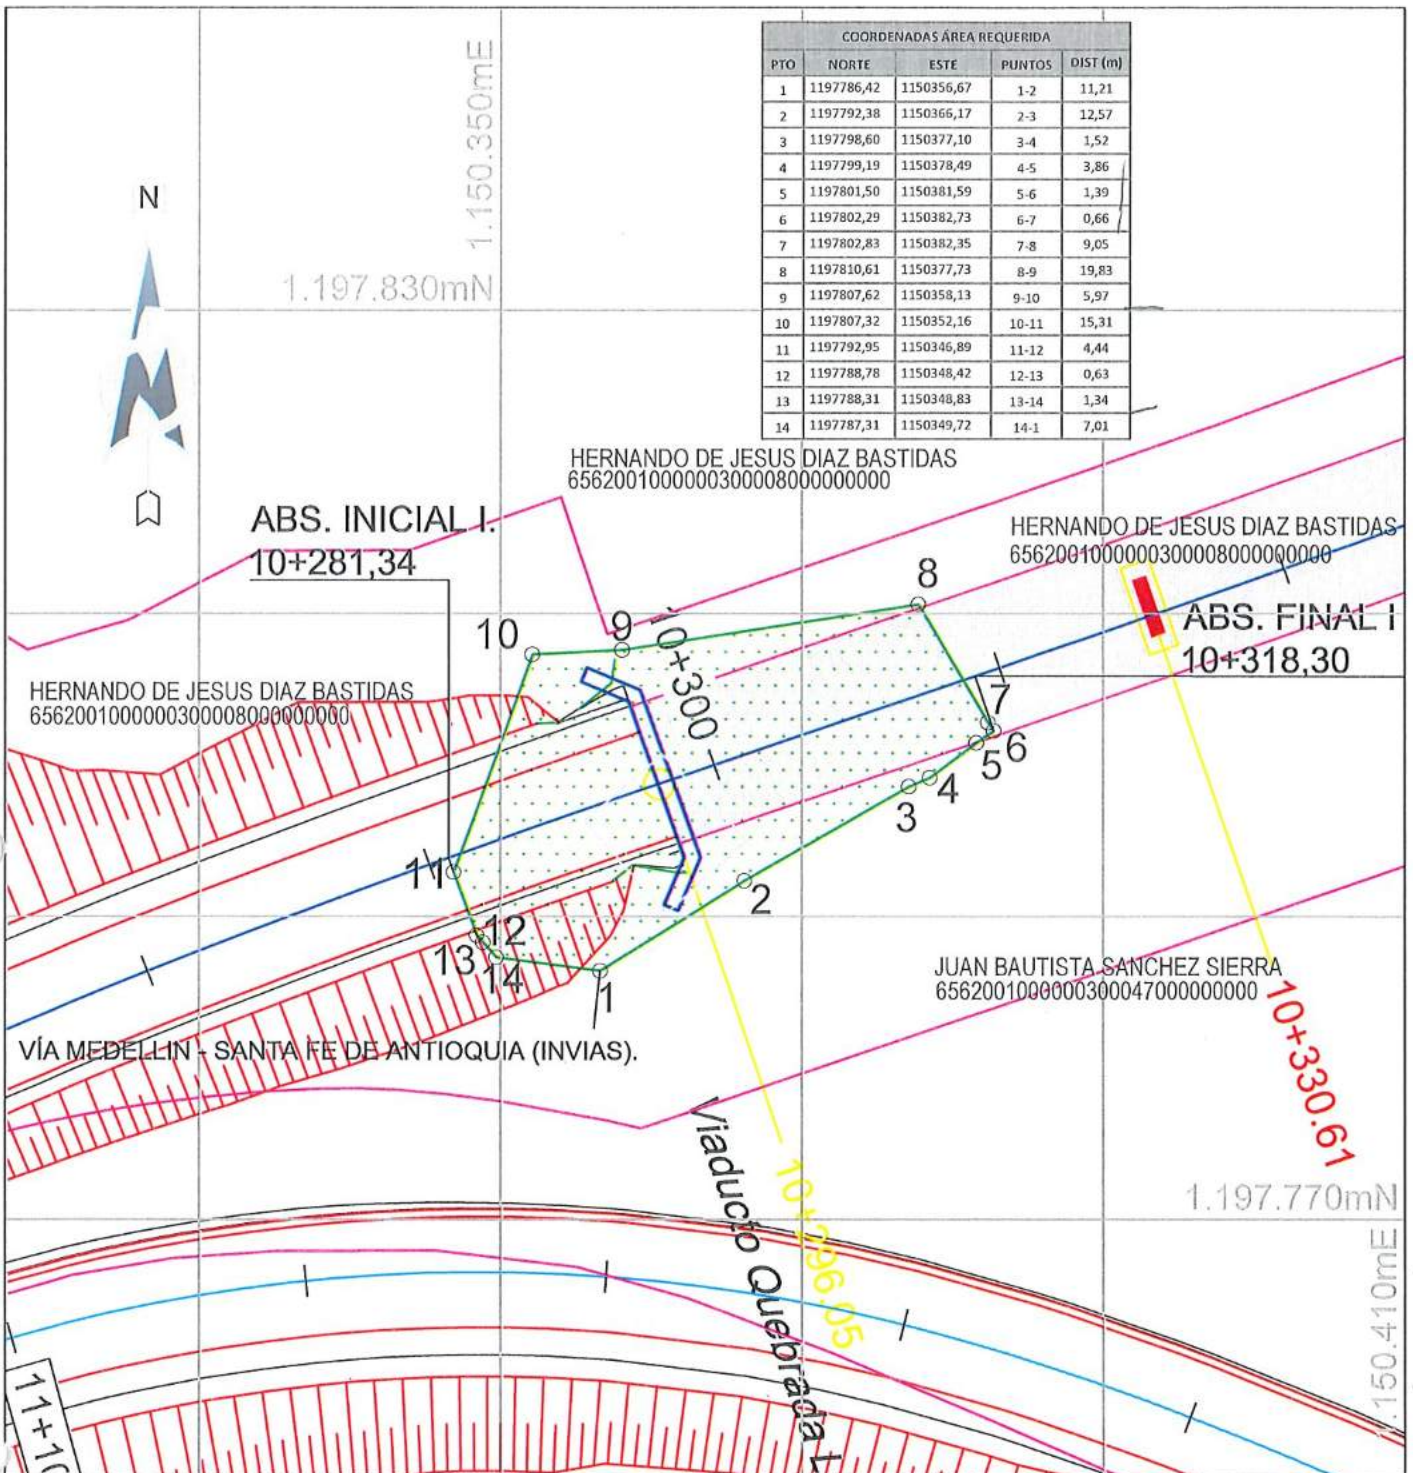 COORDENADAS ÁREA REQUERIDA
PTO NORTE ESTE PUNTOS DIST (m)
1 1197786,42 1150356,67 1-2 11,21
2 1197792,38 1150366,17 2-3 12,57
3 1197798,60 1150377,10 3-4 1,52
4 1197799,19 1150378,49 4-5 3,86
5 1197801,50 1150381,59 5-6 1,39
6 1197802,29 1150382,73 6-7 0,66
7 1197802,83 1150382,35 7-8 9,05
8 1197810,61 1150377,73 8-9 19,83
9 1197807,62 1150358,13 9-10 5,97
10 1197807,32 1150352,16 10-11 15,31
11 1197792,95 1150346,89 11-12 4,44
12 1197788,78 1150348,42 12-13 0,63
13 1197788,31 1150348,83 13-14 1,34
14 1197787,31 1150349,72 14-1 7,01
1.150.350mE
N
1.197.830mN
HERNANDO DE JESUS DIAZ BASTIDAS
6562001000000300008000000000
ABS. INICIAL I.
10+281,34
HERNANDO DE JESUS DIAZ BASTIDAS
6562001000000300008000000000
8
ABS. FINAL I
10+318,30
10
9
10+300
HERNANDO DE JESUS DIAZ BASTIDAS
6562001000000300008000000000
7
6
5
4
3
11
2
12
13
14
1
JUAN BAUTISTA SANCHEZ SIERRA
6562001000000300047000000000
10+330.61
VÍA MEDELLIN - SANTA FE DE ANTIOQUIA (INVIAS).
Viaducto Quebrada L
10+296.05
1.197.770mN
.150.410mE
11+10